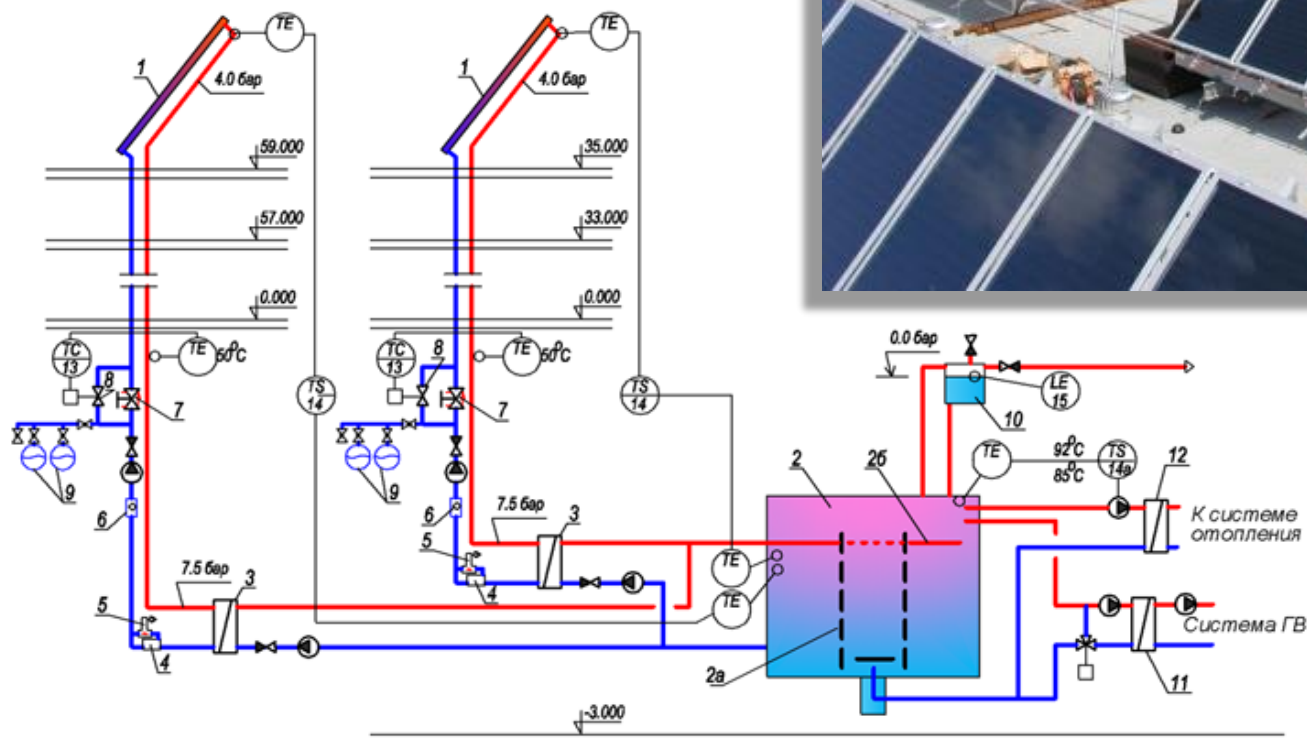 TE
TE
1
4.0 бар
1
4.0 бар
59.000
35.000
57.000
33.000
0.000
0.000
TC
13
TE
50°C
8
TC
13
TE
50°C
8
TS
14
TS
14
7
7
0.0 бар
LE
15
10
9
9
TE
92°C
85°C
TS
14a
12
2
2б
К системе
отопления
6
6
7.5 бар
3
5
4
TE
7.5 бар
3
TE
5
4
Система ГВ
2а
11
-3.000